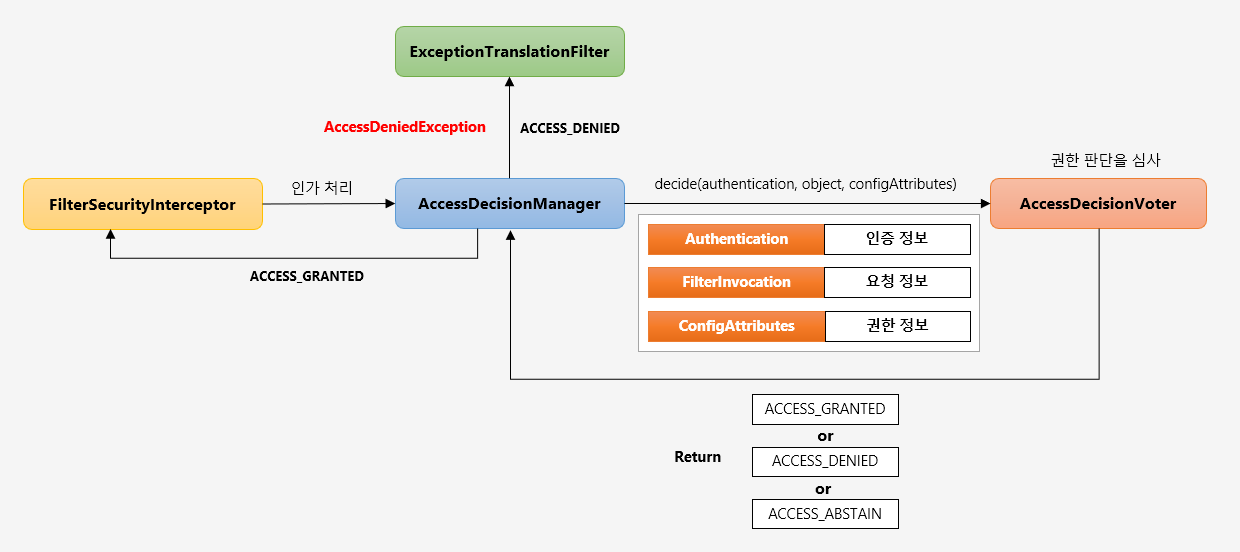 ExceptionTranslationFilter
AccessDeniedException
ACCESS_DENIED
권한 판단을 심사
인가 처리
decide(authentication, object, configAttributes)
FilterSecurityInterceptor
AccessDecisionManager
AccessDecisionVoter
Authentication
인증 정보
ACCESS_GRANTED
FilterInvocation
요청 정보
ConfigAttributes
권한 정보
ACCESS_GRANTED
or
Return
ACCESS_DENIED
or
ACCESS_ABSTAIN